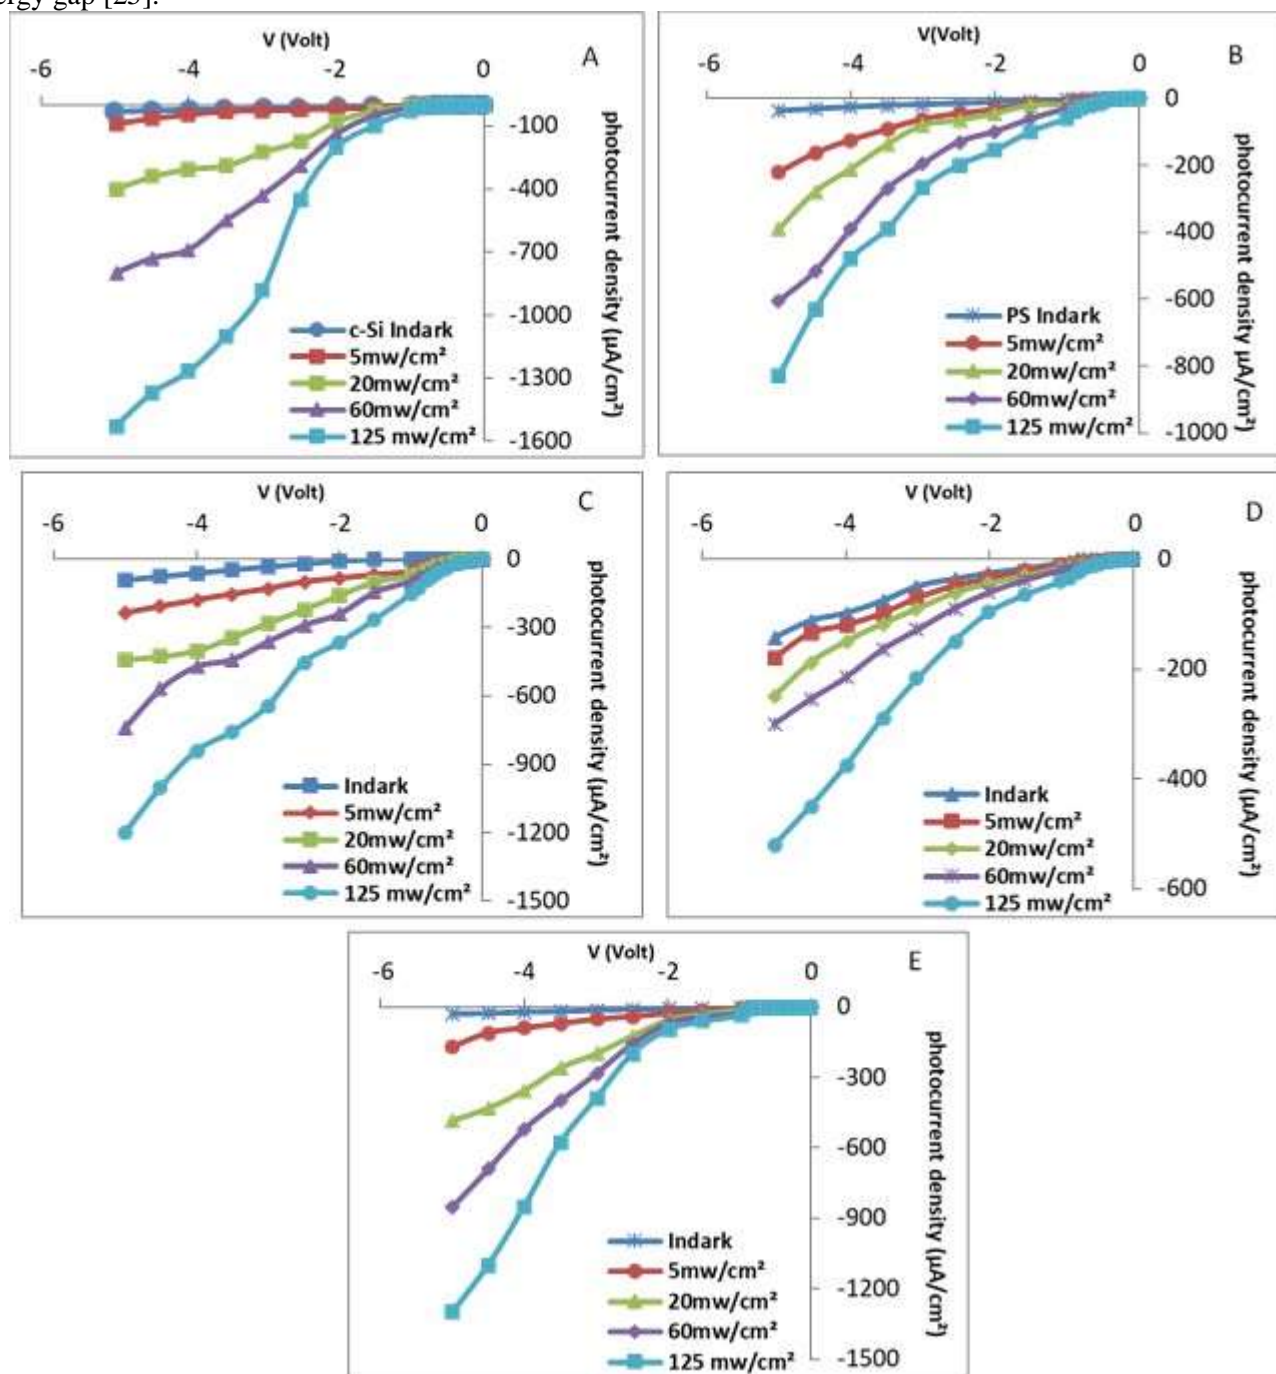 ergy gap [25].
V (Volt)
A
-6 -4 -2 0
-100
-400
-700
-1000
-1300
-1600
photocurrent density (µA/cm²)
c-Si Indark
5mw/cm²
20mw/cm²
60mw/cm²
125 mw/cm²
V(Volt)
B
-6 -4 -2 0
0
-200
-400
-600
-800
-1000
photocurrent density µA/cm²)
PS Indark
5mw/cm²
20mw/cm²
60mw/cm²
125 mw/cm²
V (Volt)
C
-6 -4 -2 0
0
-300
-600
-900
-1200
-1500
photocurrent density (µA/cm²)
Indark
5mw/cm²
20mw/cm²
60mw/cm²
125 mw/cm²
V (Volt)
D
-6 -4 -2 0
0
-200
-400
-600
photocurrent density (µA/cm²)
Indark
5mw/cm²
20mw/cm²
60mw/cm²
125 mw/cm²
V (Volt)
E
-6 -4 -2 0
0
-300
-600
-900
-1200
-1500
photocurrent density (µA/cm²)
Indark
5mw/cm²
20mw/cm²
60mw/cm²
125 mw/cm²